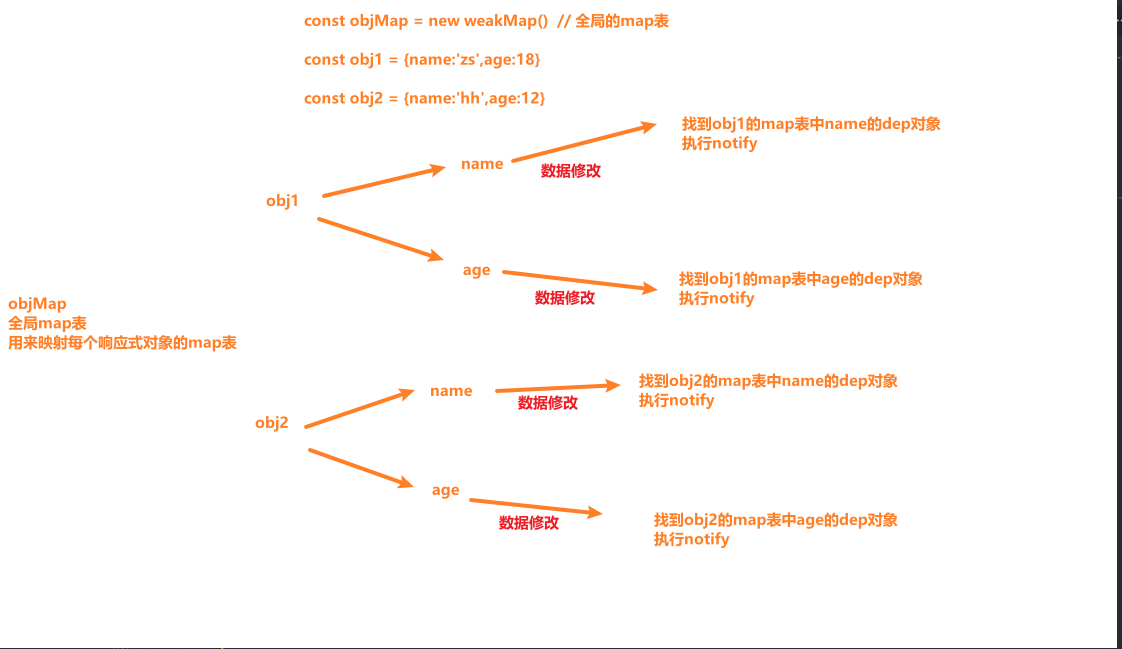 const objMap = new weakMap()  // 全局的map表
const obj1 = {name:'zs',age:18}
const obj2 = {name:'hh',age:12}
找到obj1的map表中name的dep对象
执行notify
name
数据修改
obj1
age
找到obj1的map表中age的dep对象
执行notify
数据修改
objMap
全局map表
用来映射每个响应式对象的map表
name
找到obj2的map表中name的dep对象
执行notify
数据修改
obj2
age
数据修改
找到obj2的map表中age的dep对象
执行notify